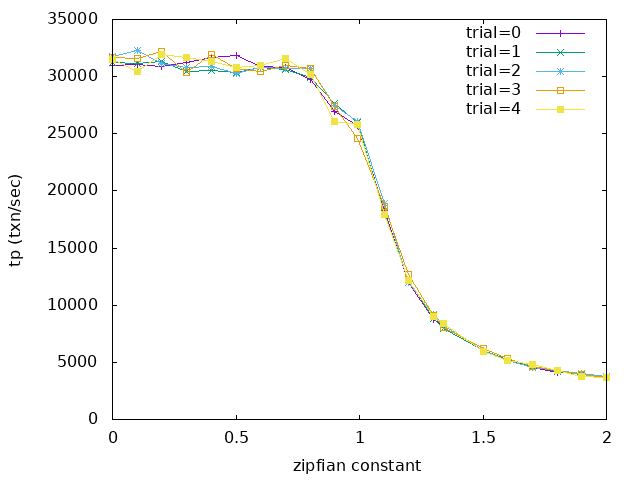 35000
30000
25000
20000
15000
10000
5000
0
tp (txn/sec)
trial=0
trial=1
trial=2
trial=3
trial=4
0 0.5 1 1.5 2
zipfian constant